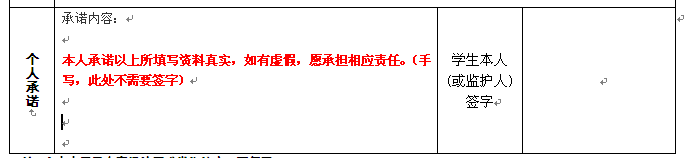 承诺内容：
个人承诺
本人承诺以上所填写资料真实，如有虚假，愿承担相应责任。（手
写，此处不需要签字）
学生本人
(或监护人)
签字